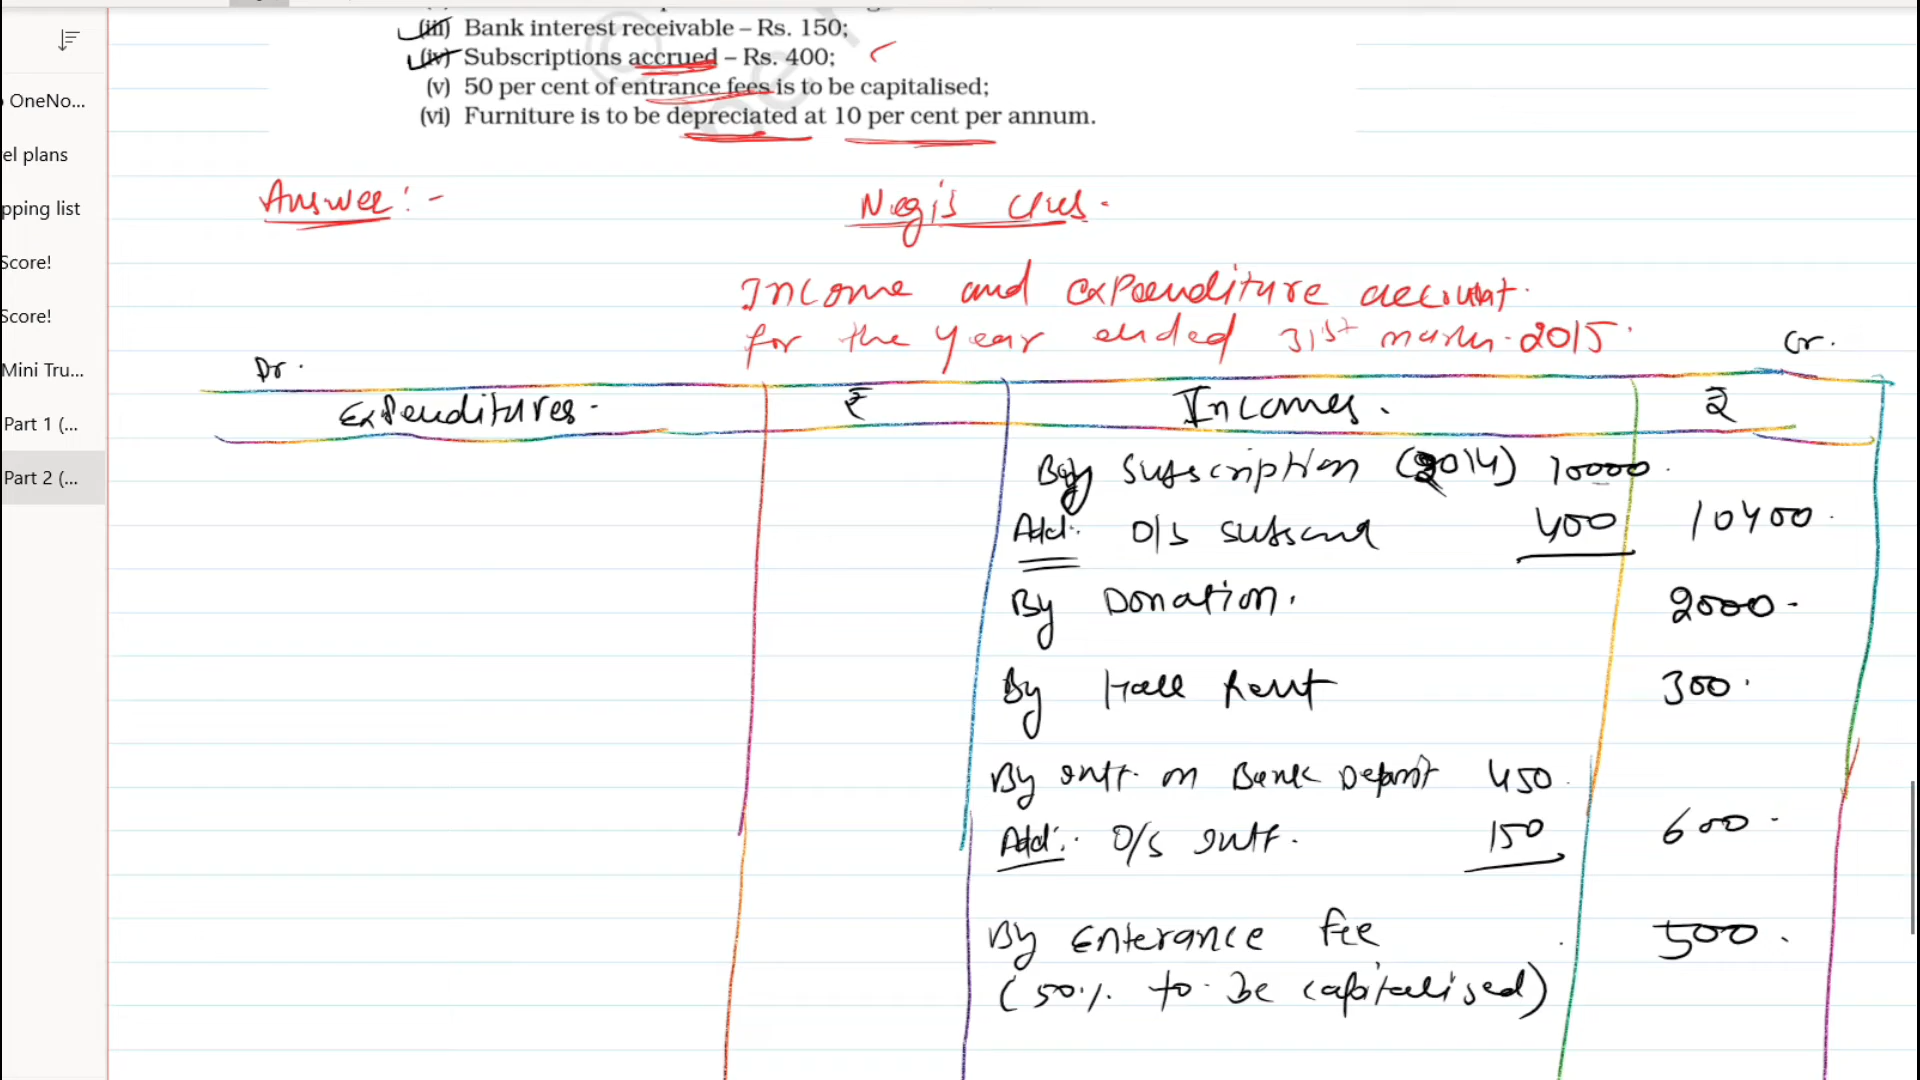 (iii) Bank interest receivable – Rs. 150;
(iv) Subscriptions accrued – Rs. 400;
(v) 50 per cent of entrance fees is to be capitalised;
(vi) Furniture is to be depreciated at 10 per cent per annum.
OneNo...
el plans
pping list
Score!
Score!
Mini Tru...
Part 1 (...
Part 2 (...
Answer:-
Negi's
Income and expenditure account.
for the year ended 31st march 2015.
Dr.
Cr.
Expenditures. ₹ Incomes. ₹
By Subscription (2014) 10000.
Add: O/s 400 10400.
By Donation. 2000-
By Hall Rent 300.
By Intt. on Bank Deposit 450.
Add:. O/s Intt. 150 600.
By Enterance fee 500.
(50% to be capitalised)